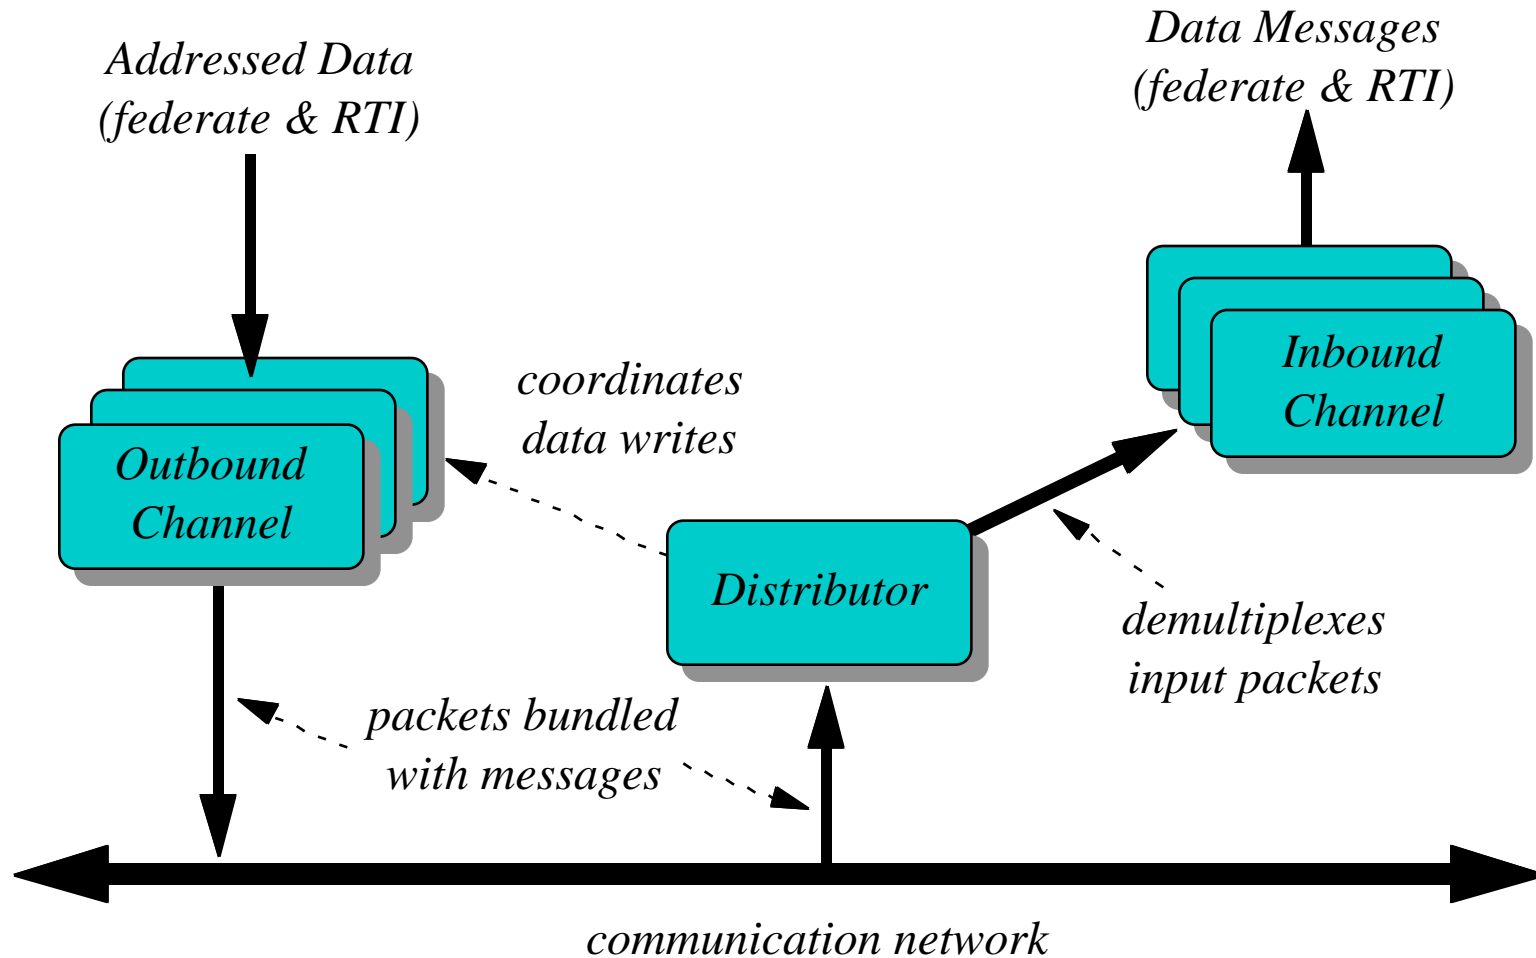 Addressed Data
(federate & RTI)
Data Messages
(federate & RTI)
Inbound
Channel
coordinates
data writes
Outbound
Channel
Distributor
demultiplexes
input packets
packets bundled
with messages
communication network